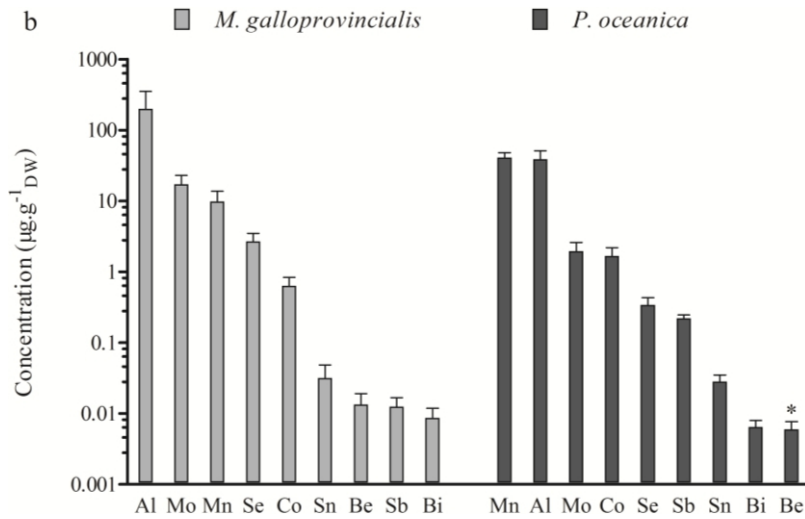 b
M. galloprovincialis
P. oceanica
Concentration (µg.g⁻¹DW)
1000
100
10
1
0.1
0.01
0.001
*
Al Mo Mn Se Co Sn Be Sb Bi Mn Al Mo Co Se Sb Sn Bi Be